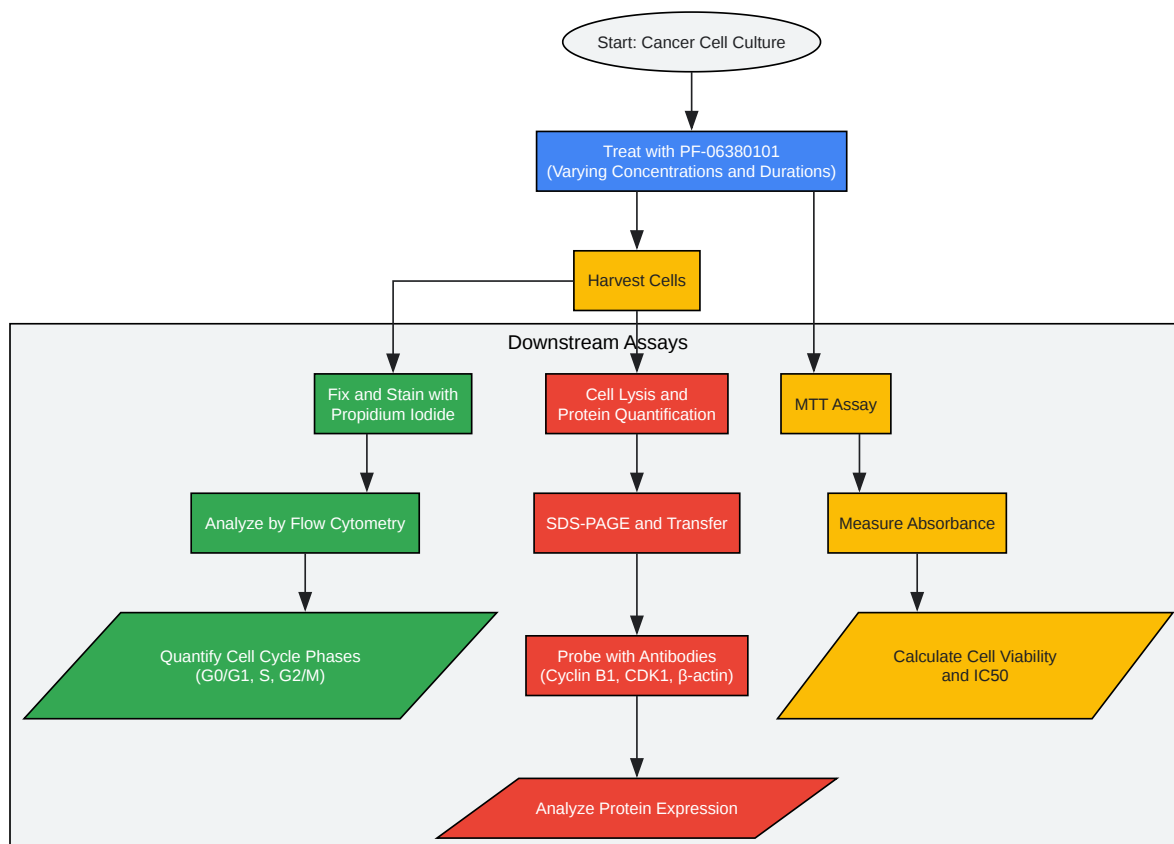 Start: Cancer Cell Culture
Treat with PF-06380101
(Varying Concentrations and Durations)
Harvest Cells
Downstream Assays
Fix and Stain with
Propidium Iodide
Cell Lysis and
Protein Quantification
MTT Assay
Analyze by Flow Cytometry
SDS-PAGE and Transfer
Measure Absorbance
Quantify Cell Cycle Phases
(G0/G1, S, G2/M)
Probe with Antibodies
(Cyclin B1, CDK1, β-actin)
Calculate Cell Viability
and IC50
Analyze Protein Expression